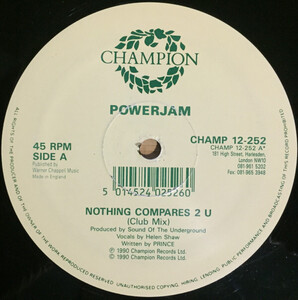 CHAMPION
POWERJAM
45 RPM
SIDE A
Published by
Warner Chappell Music
Made in England
CHAMP 12-252
CHAMP 12 252 A*
181 High Street, Harlesden,
London NW10
081-961 5202
Fax: 081-965 3948
5 014524 025260
NOTHING COMPARES 2 U
(Club Mix)
Produced by Sound Of The Underground
Vocals by Helen Shaw
Written by PRINCE
℗ 1990 Champion Records Ltd.
© 1990 Champion Records Ltd.
ALL RIGHTS OF THE PRODUCER AND OF THE OWNER OF THE WORK REPRODUCED RESERVED. UNAUTHORISED COPYING, HIRING, PUBLIC PERFORMANCE AND BROADCASTING OF THIS RECORD PROHIBITED